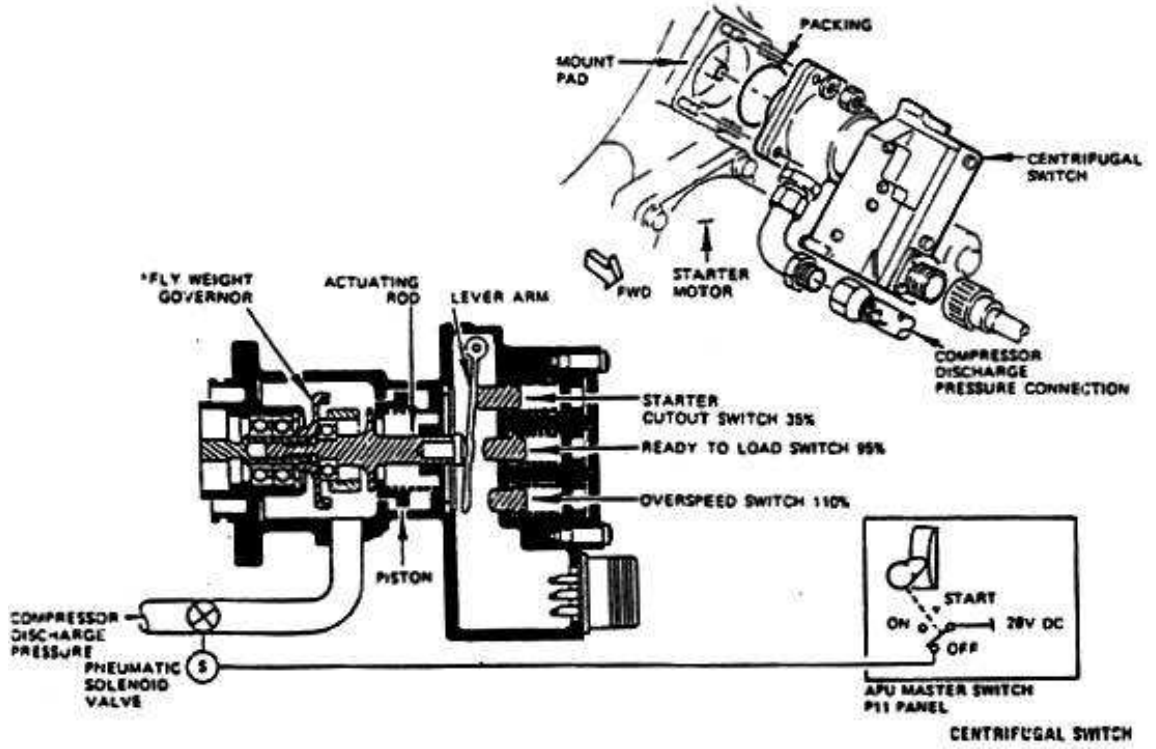 PACKING
MOUNT
PAD
CENTRIFUGAL
SWITCH
STARTER
MOTOR
FWD
COMPRESSOR
DISCHARGE
PRESSURE CONNECTION
*FLY WEIGHT
GOVERNOR
ACTUATING
ROD
LEVER ARM
STARTER
CUTOUT SWITCH 35%
READY TO LOAD SWITCH 95%
OVERSPEED SWITCH 110%
PISTON
COMPRESSOR
DISCHARGE
PRESSURE
PNEUMATIC
SOLENOID
VALVE
S
START
ON
28V DC
OFF
APU MASTER SWITCH
P11 PANEL
CENTRIFUGAL SWITCH